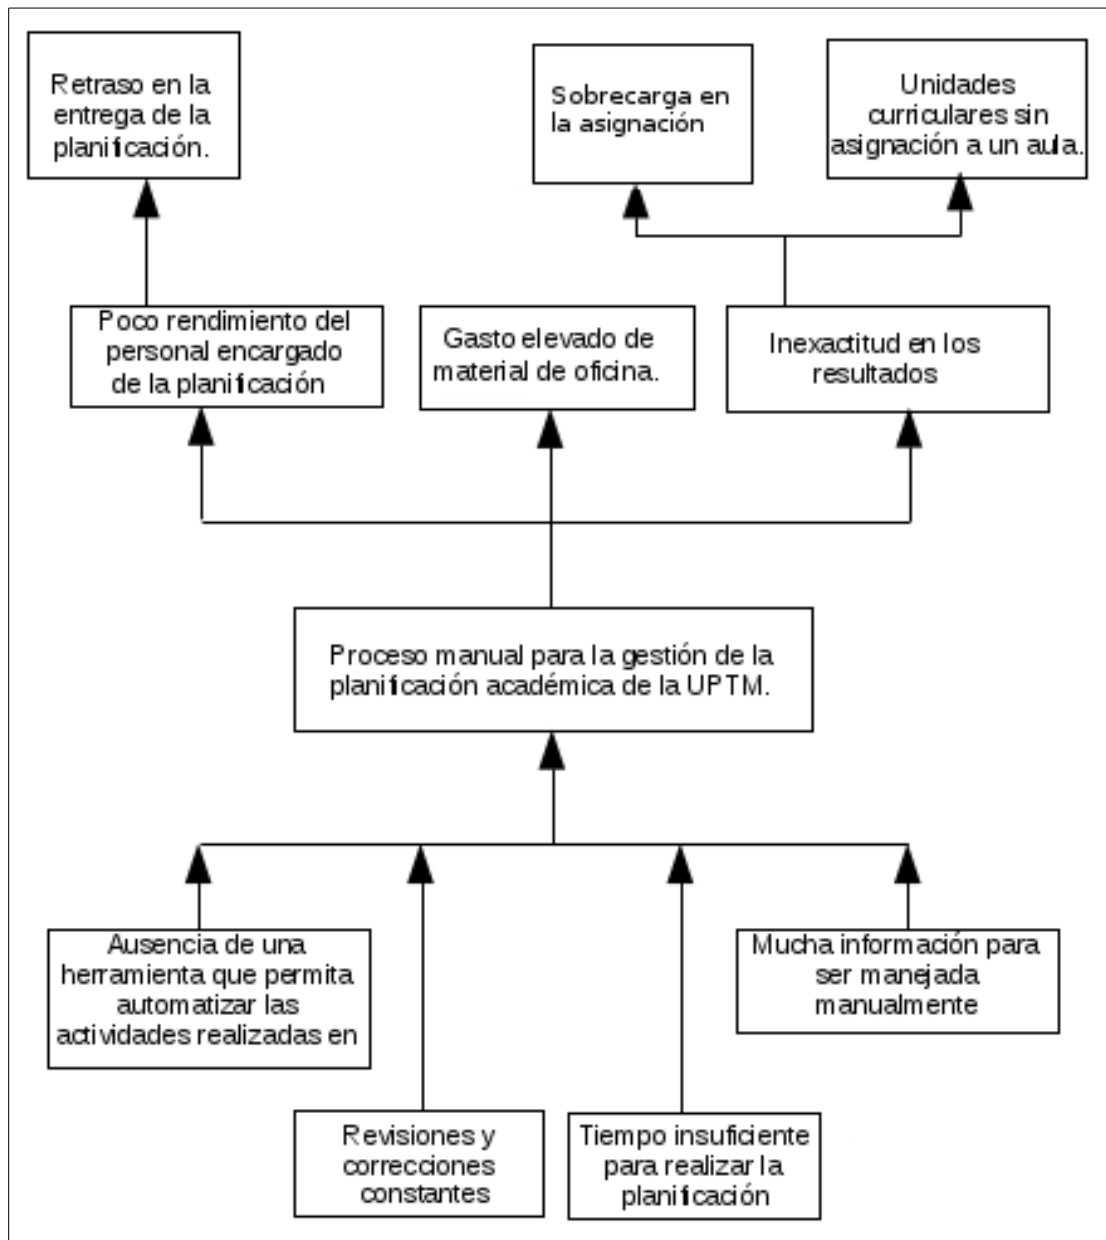 Retraso en la
entrega de la
planificación.
Sobrecarga en
la asignación
Unidades
curriculares sin
asignación a un aula.
Poco rendimiento del
personal encargado
de la planificación
Gasto elevado de
material de oficina.
Inexactitud en los
resultados
Proceso manual para la gestión de la
planificación académica de la UPTM.
Ausencia de una
herramienta que permita
automatizar las
actividades realizadas en
Mucha información para
ser manejada
manualmente
Revisiones y
correcciones
constantes
Tiempo insuficiente
para realizar la
planificación